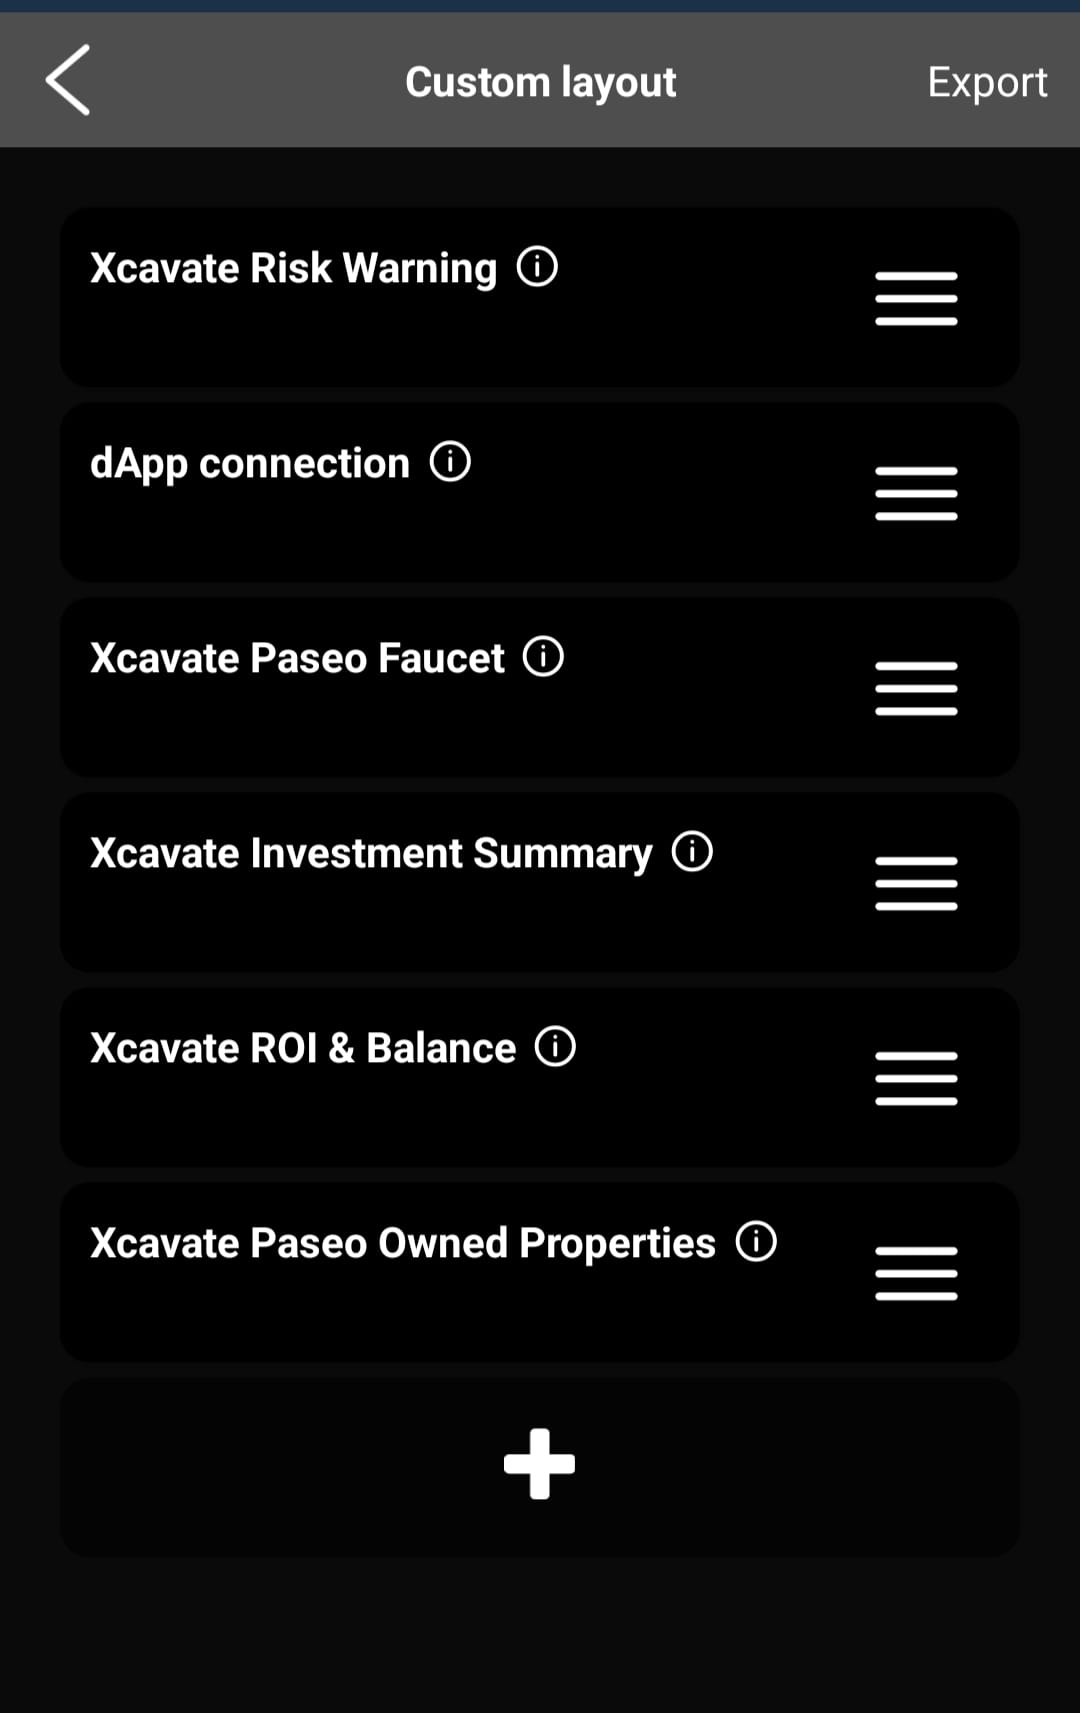 Custom layout
Export
Xcavate Risk Warning
dApp connection
Xcavate Paseo Faucet
Xcavate Investment Summary
Xcavate ROI & Balance
Xcavate Paseo Owned Properties